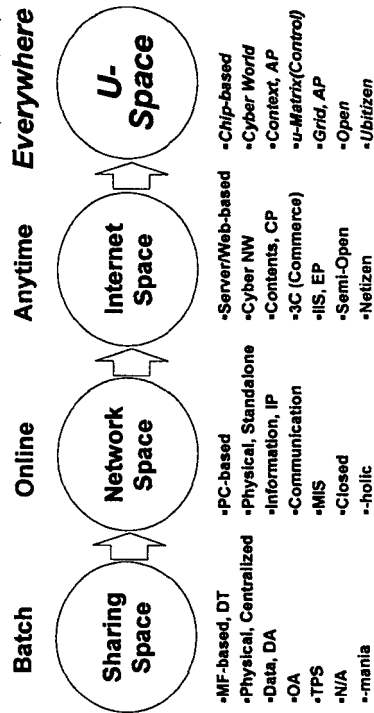 Batch
Online
Anytime
Everywhere
Sharing
Space
Network
Space
Internet
Space
U-
Space
•MF-based, DT
•Physical, Centralized
•Data, DA
•OA
•TPS
•N/A
•-mania
•PC-based
•Physical, Standalone
•Information, IP
•Communication
•MIS
•Closed
•-holic
•Server/Web-based
•Cyber NW
•Contents, CP
•3C (Commerce)
•IIS, EP
•Semi-Open
•Netizen
•Chip-based
•Cyber World
•Context, AP
•u-Matrix(Control)
•Grid, AP
•Open
•Ubitizen